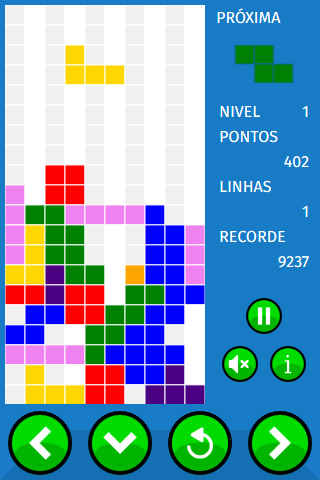 PRÓXIMA
NIVEL 1
PONTOS
402
LINHAS
1
RECORDE
9237
i